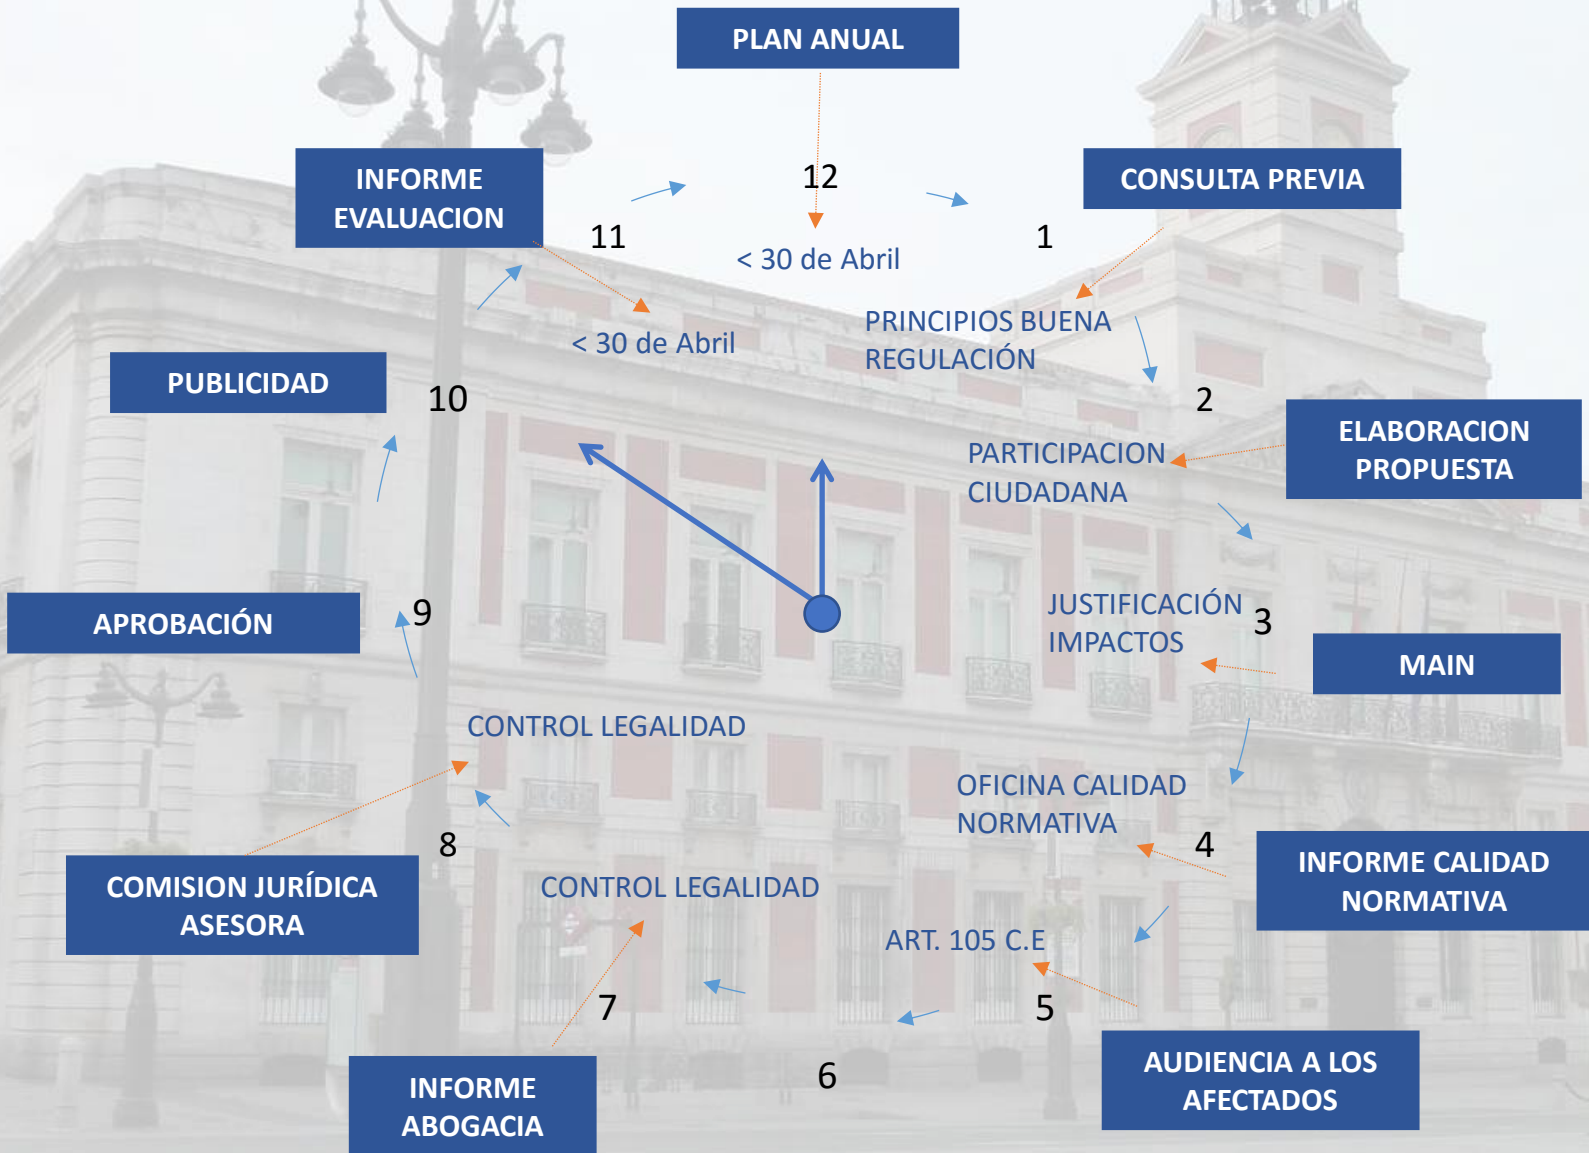 PLAN ANUAL
12
< 30 de Abril
CONSULTA PREVIA
1
PRINCIPIOS BUENA
REGULACIÓN
2
ELABORACION
PROPUESTA
PARTICIPACION
CIUDADANA
3
JUSTIFICACIÓN
IMPACTOS
MAIN
OFICINA CALIDAD
NORMATIVA
4
INFORME CALIDAD
NORMATIVA
ART. 105 C.E
5
AUDIENCIA A LOS
AFECTADOS
6
7
INFORME
ABOGACIA
CONTROL LEGALIDAD
8
COMISION JURÍDICA
ASESORA
CONTROL LEGALIDAD
9
APROBACIÓN
10
PUBLICIDAD
11
INFORME
EVALUACION
< 30 de Abril